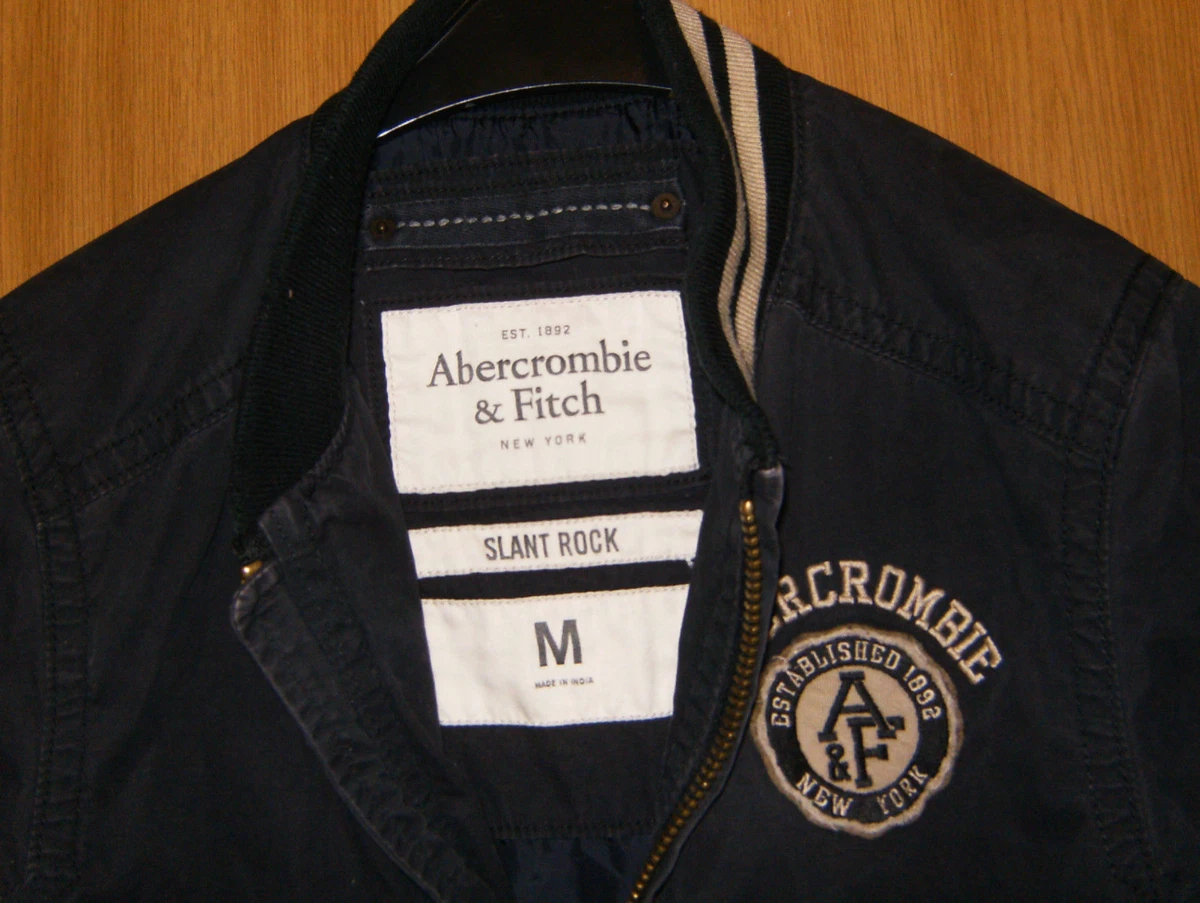 EST. 1892
Abercrombie
& Fitch
NEW YORK
SLANT ROCK
M
MADE IN INDIA
ERCROMBIE
ESTABLISHED 1892
A
&F
NEW YORK